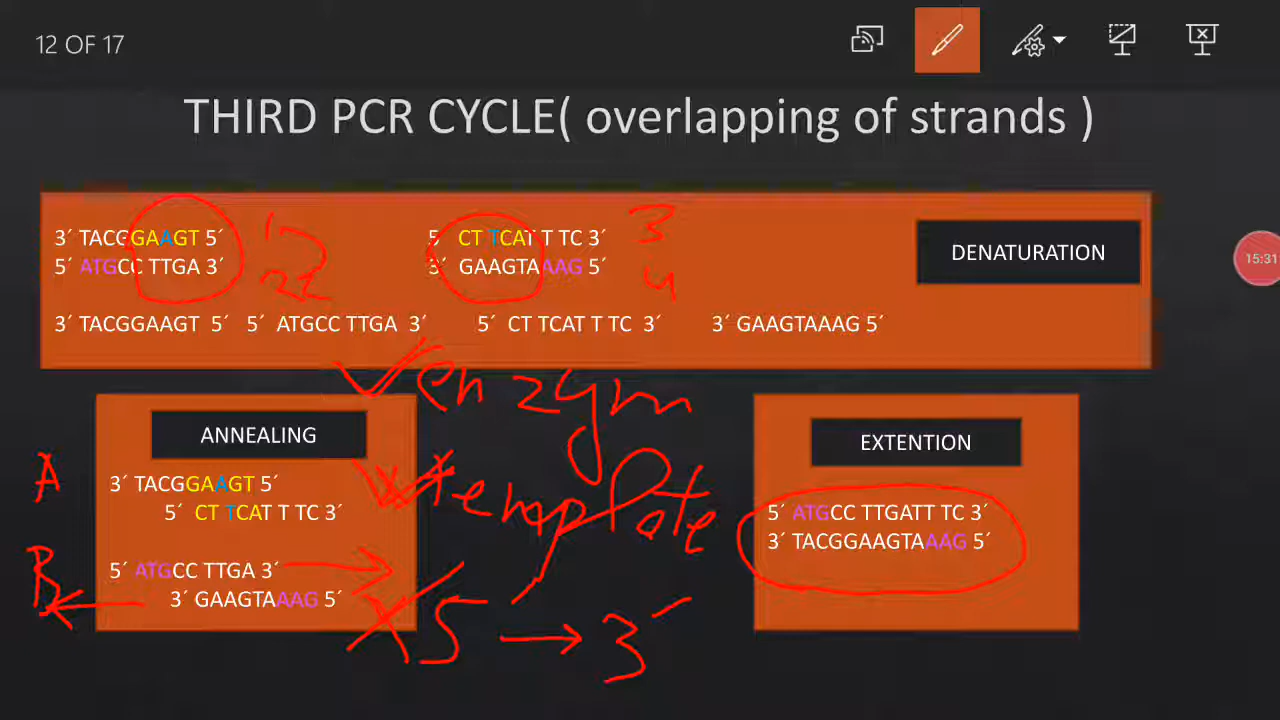 12 OF 17
THIRD PCR CYCLE( overlapping of strands )
3´ TACGGAAGT 5´
5´ ATGCC TTGA 3´
1
2
5´ CT TCAT T TC 3´
3´ GAAGTAAAG 5´
3
4
DENATURATION
15:31
3´ TACGGAAGT 5´ 5´ ATGCC TTGA 3´ 5´ CT TCAT T TC 3´ 3´ GAAGTAAAG 5´
enzym
template
ANNEALING
A
3´ TACGGAAGT 5´
5´ CT TCAT T TC 3´
B
5´ ATGCC TTGA 3´
3´ GAAGTAAAG 5´
5 → 3´
EXTENTION
5´ ATGCC TTGATT TC 3´
3´ TACGGAAGTAAAG 5´